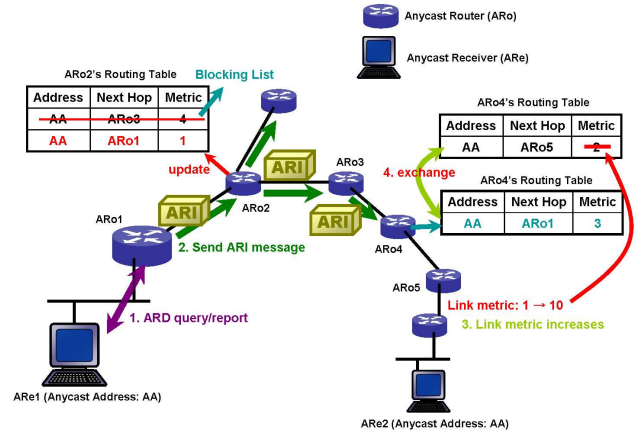 Anycast Router (ARo)
Anycast Receiver (ARe)
ARo2's Routing Table
Blocking List
Address Next Hop Metric
AA ARo3 4
AA ARo1 1
update
ARo4's Routing Table
Address Next Hop Metric
AA ARo5 2
4. exchange
ARo4's Routing Table
Address Next Hop Metric
AA ARo1 3
ARI
ARo3
ARo2
ARI
ARI
ARo1
ARo4
2. Send ARI message
ARo5
Link metric: 1 → 10
3. Link metric increases
1. ARD query/report
ARe1 (Anycast Address: AA)
ARe2 (Anycast Address: AA)